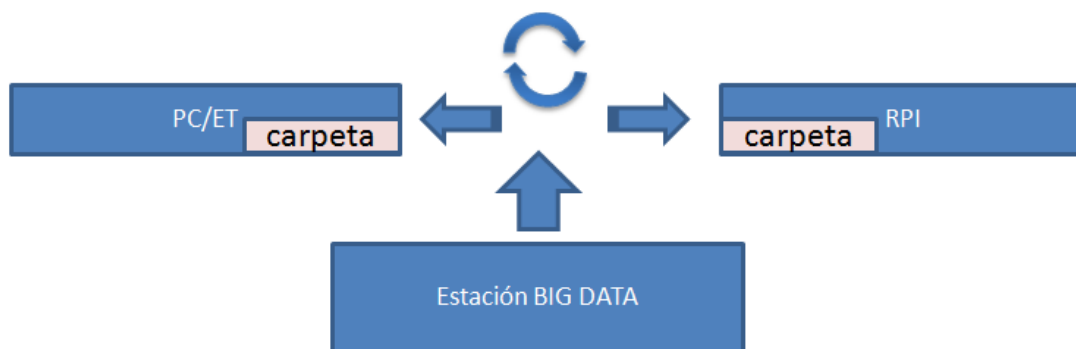 PC/ET
carpeta
RPI
carpeta
Estación BIG DATA